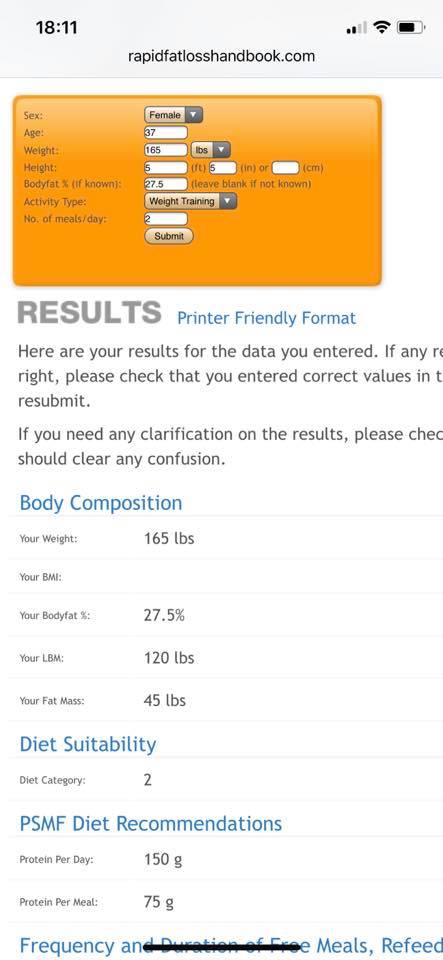 18:11
rapidfatlosshandbook.com
Sex: Female
Age: 37
Weight: 165 lbs
Height: 5 (ft) 5 (in) or (cm)
Bodyfat % (if known): 27.5 (leave blank if not known)
Activity Type: Weight Training
No. of meals/day: 2
Submit
RESULTS Printer Friendly Format
Here are your results for the data you entered. If any re
right, please check that you entered correct values in t
resubmit.
If you need any clarification on the results, please chec
should clear any confusion.
Body Composition
Your Weight: 165 lbs
Your BMI:
Your Bodyfat %: 27.5%
Your LBM: 120 lbs
Your Fat Mass: 45 lbs
Diet Suitability
Diet Category: 2
PSMF Diet Recommendations
Protein Per Day: 150 g
Protein Per Meal: 75 g
Frequency and Duration of Free Meals, Refeed